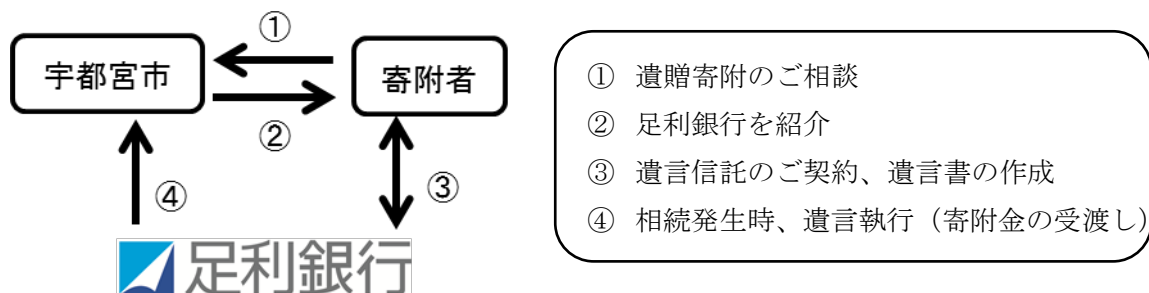 ①
宇都宮市
寄附者
②
③
④
足利銀行
① 遺贈寄附のご相談
② 足利銀行を紹介
③ 遺言信託のご契約、遺言書の作成
④ 相続発生時、遺言執行（寄附金の受渡し）